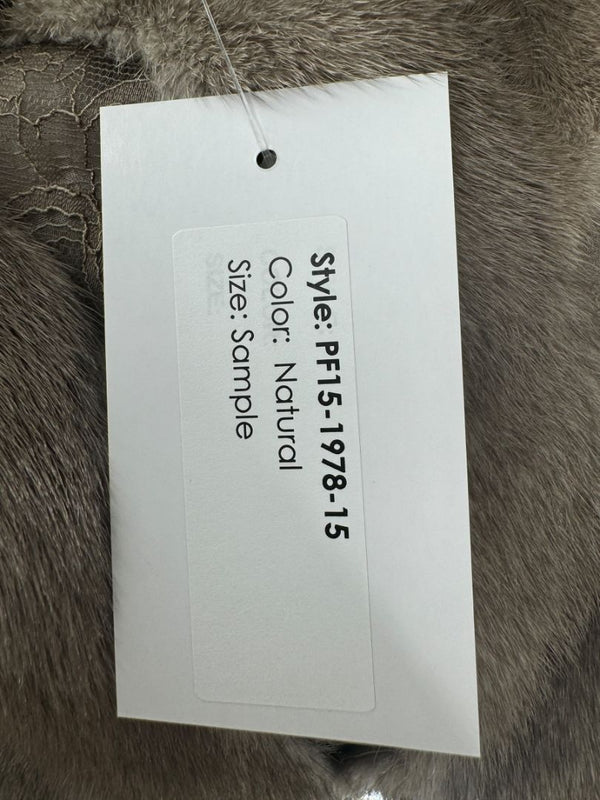 Style: PF15-1978-15
Color: Natural
Size: Sample